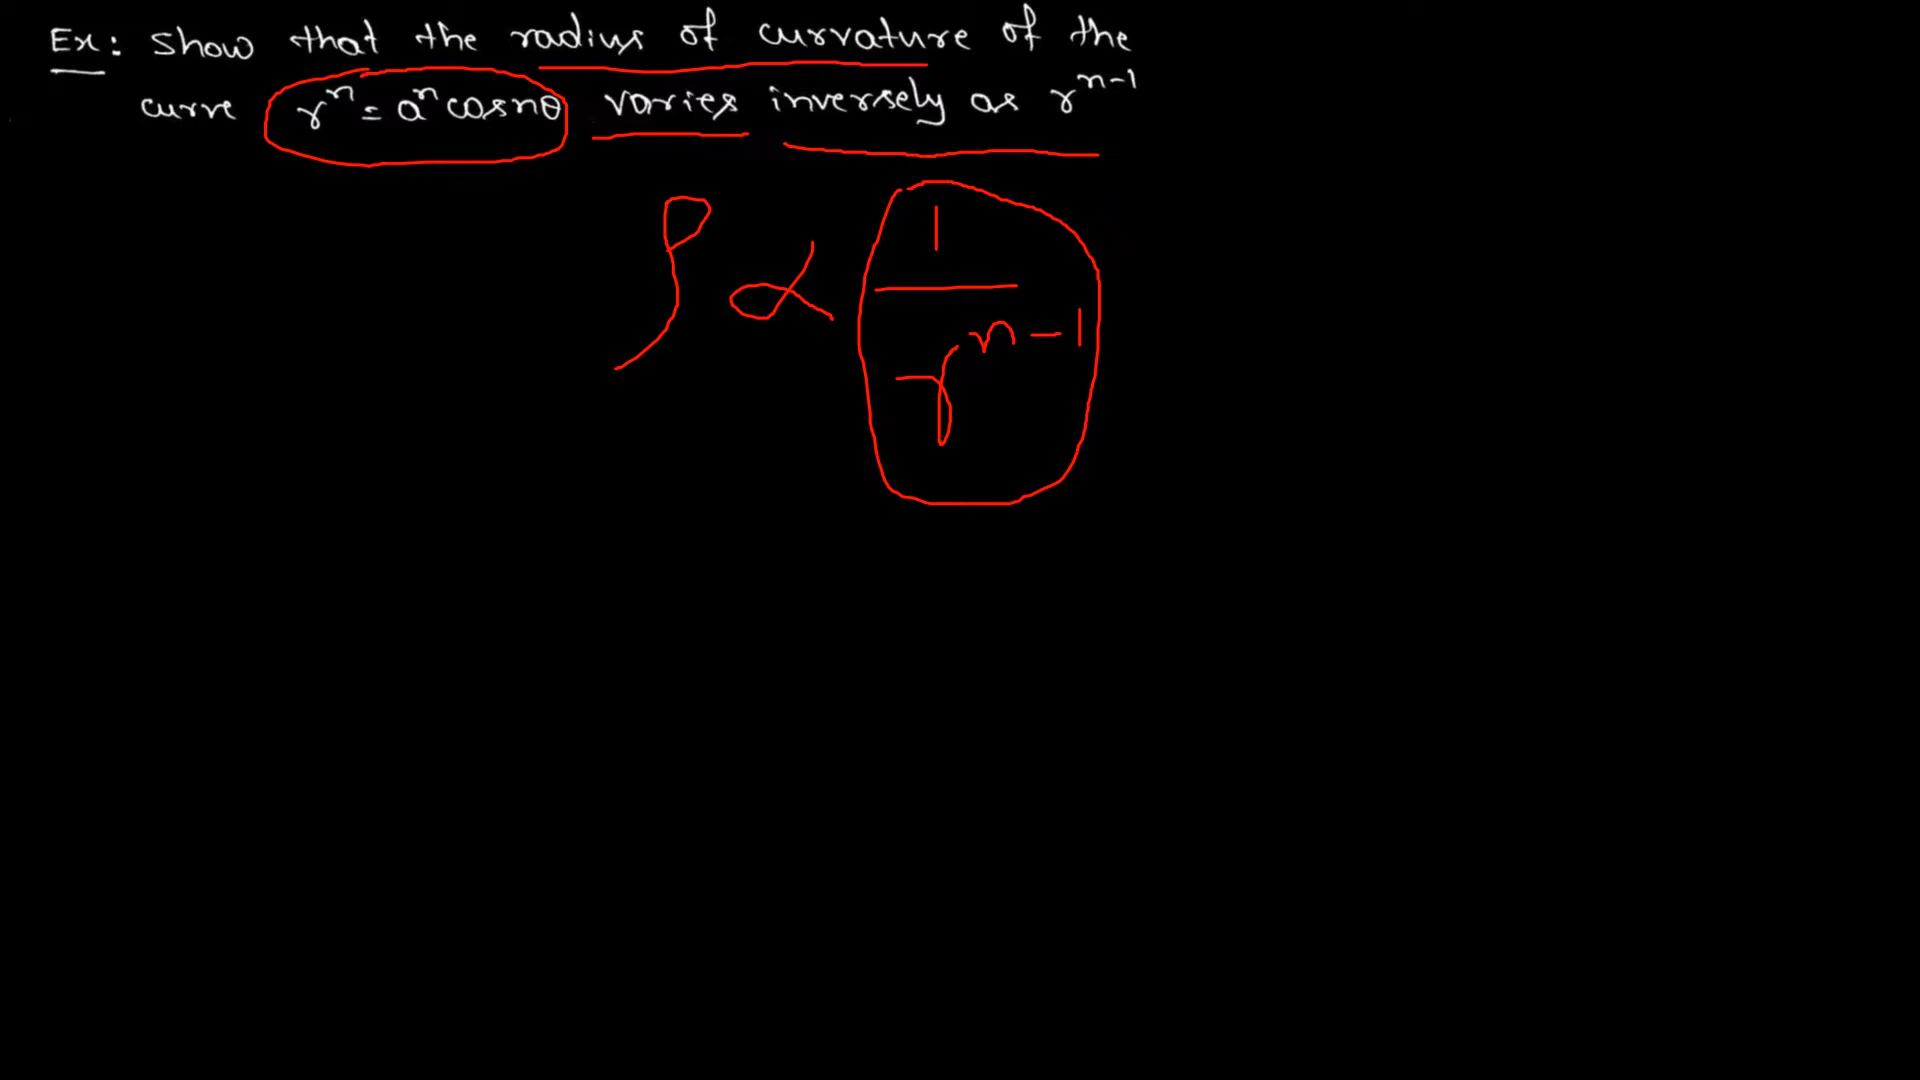 Ex: Show that the radius of curvature of the
curve r^n = a^n cos nθ varies inversely as r^{n-1}
ρ ∝ 1/r^{n-1}